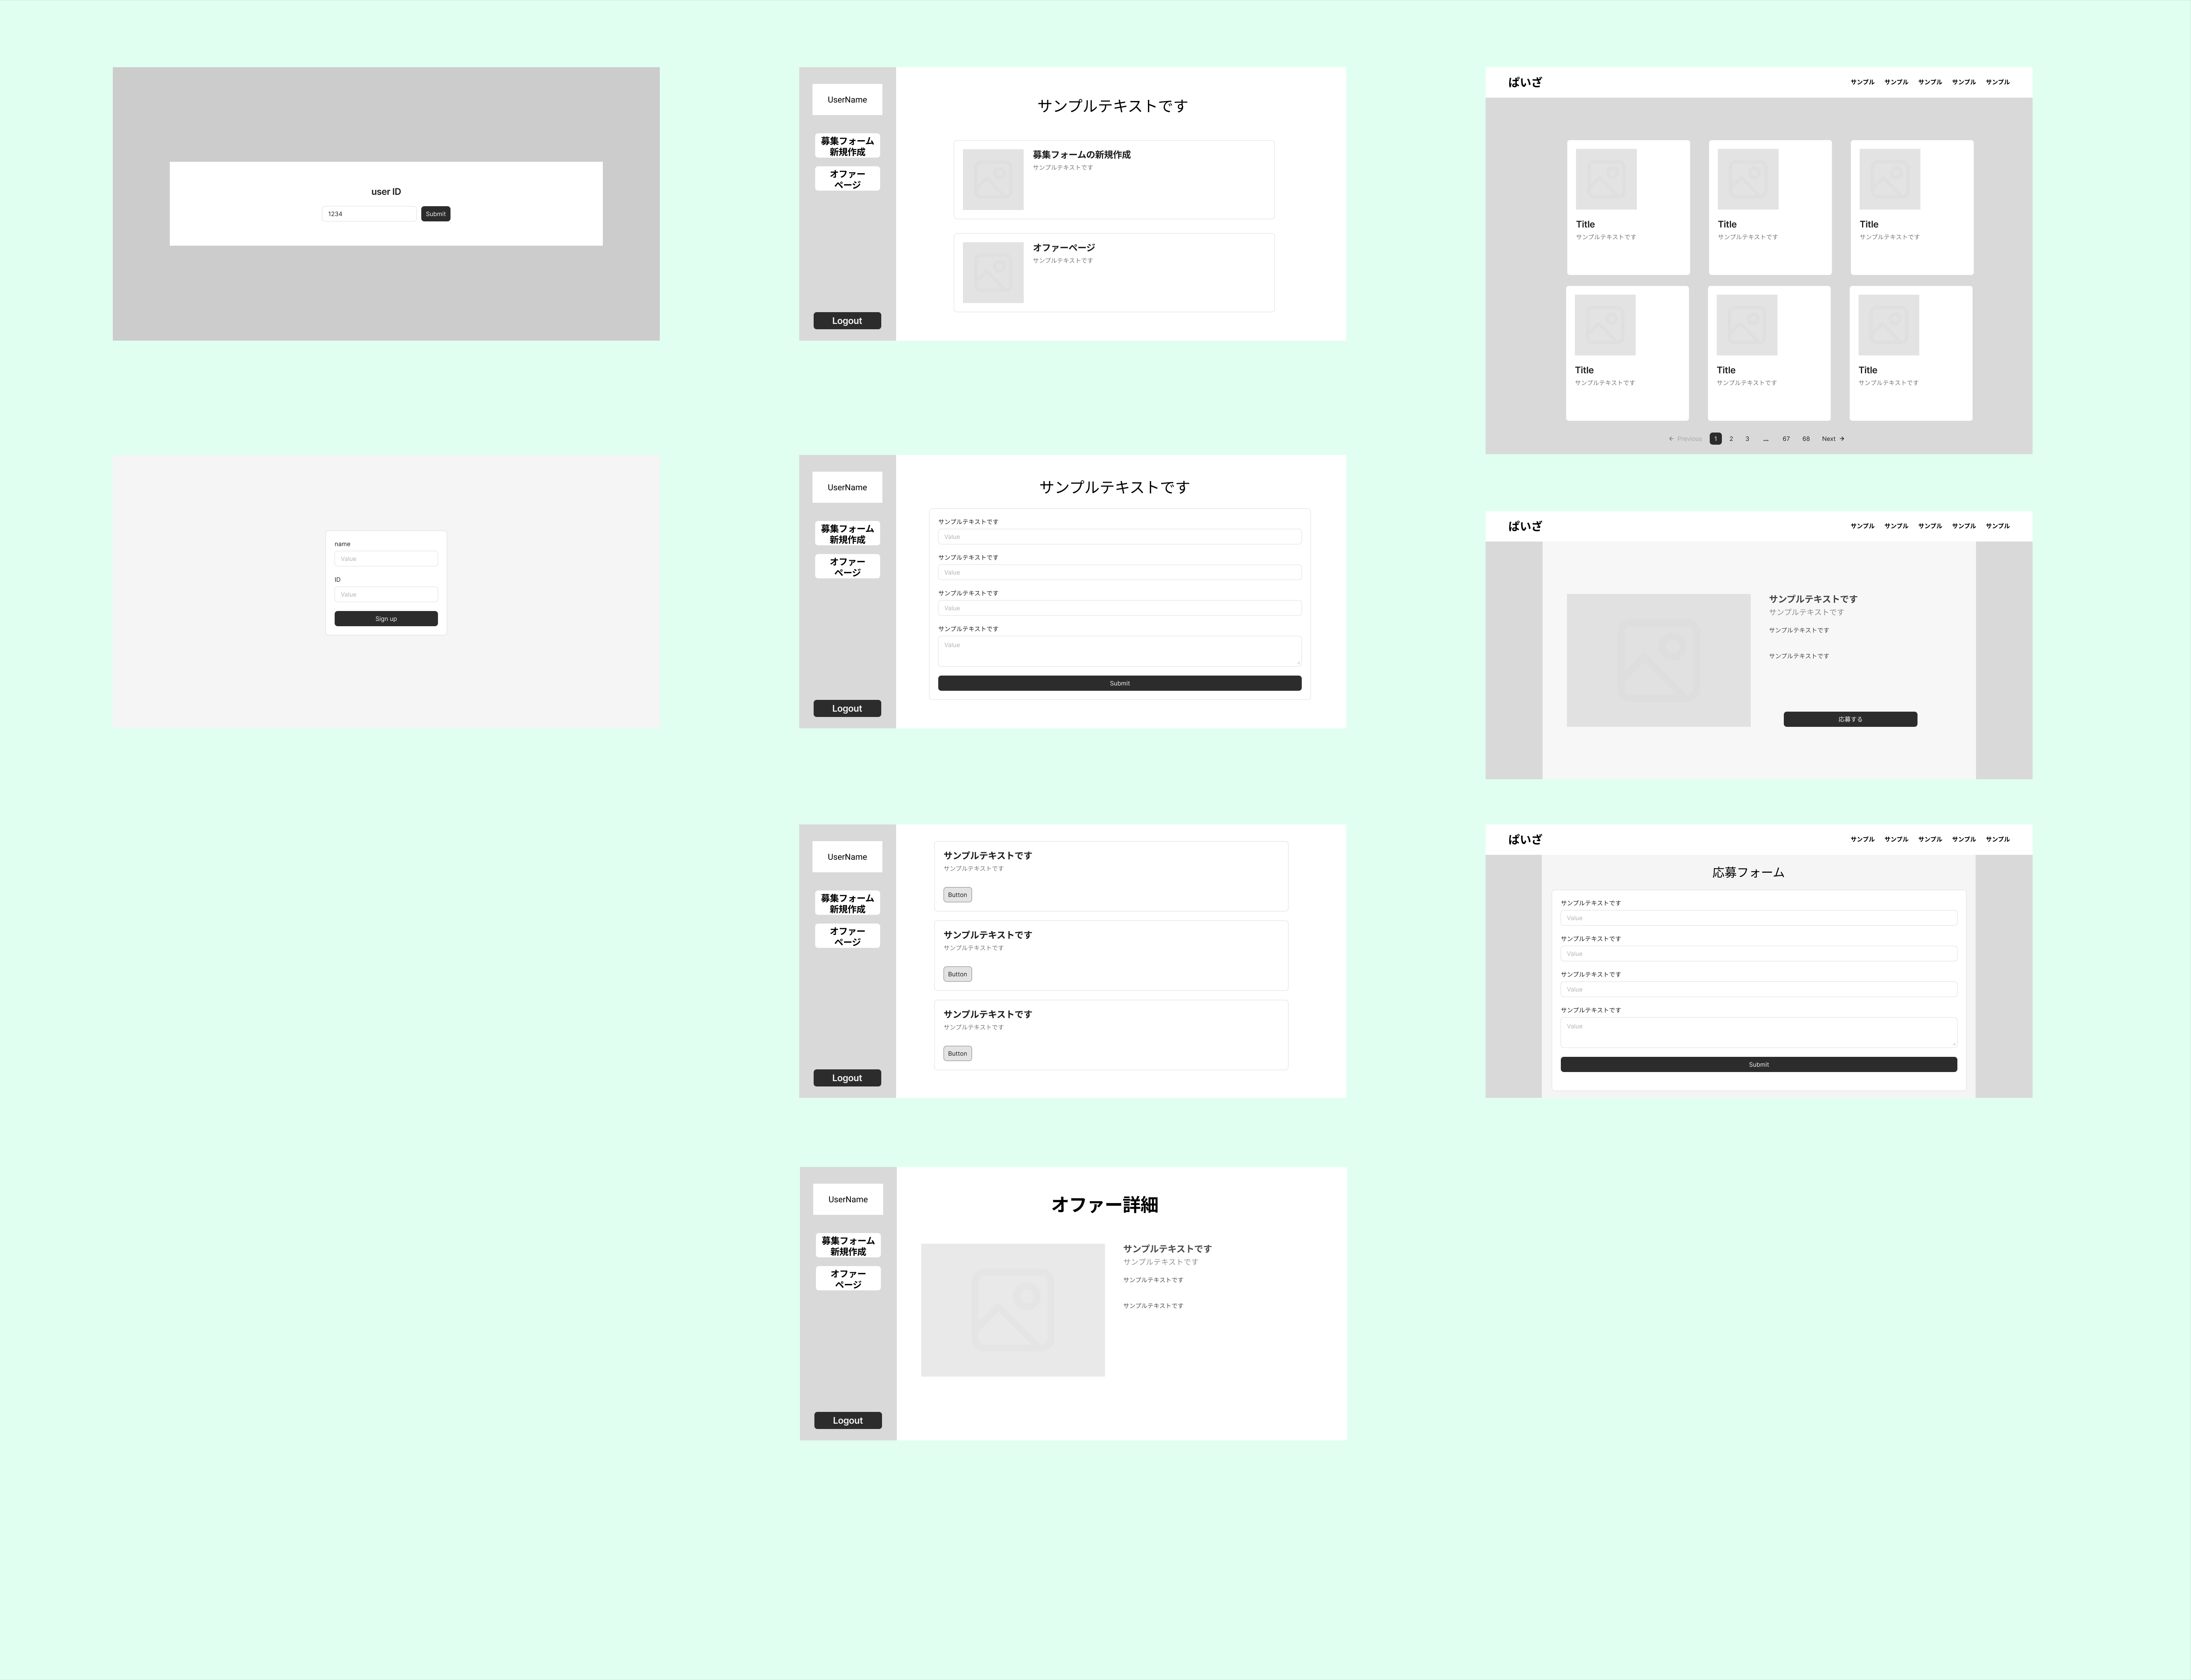 user ID
1234
Submit
name
Value
ID
Value
Sign up
UserName
募集フォーム
新規作成
オファー
ページ
Logout
サンプルテキストです
募集フォームの新規作成
サンプルテキストです
オファーページ
サンプルテキストです
UserName
募集フォーム
新規作成
オファー
ページ
Logout
サンプルテキストです
サンプルテキストです
Value
サンプルテキストです
Value
サンプルテキストです
Value
サンプルテキストです
Value
Submit
UserName
募集フォーム
新規作成
オファー
ページ
Logout
サンプルテキストです
サンプルテキストです
Button
サンプルテキストです
サンプルテキストです
Button
サンプルテキストです
サンプルテキストです
Button
UserName
募集フォーム
新規作成
オファー
ページ
Logout
オファー詳細
サンプルテキストです
サンプルテキストです
サンプルテキストです
サンプルテキストです
ぱいざ サンプル サンプル サンプル サンプル サンプル
Title Title Title
サンプルテキストです サンプルテキストです サンプルテキストです
Title Title Title
サンプルテキストです サンプルテキストです サンプルテキストです
← Previous 1 2 3 ... 67 68 Next →
ぱいざ サンプル サンプル サンプル サンプル サンプル
サンプルテキストです
サンプルテキストです
サンプルテキストです
サンプルテキストです
応募する
ぱいざ サンプル サンプル サンプル サンプル サンプル
応募フォーム
サンプルテキストです
Value
サンプルテキストです
Value
サンプルテキストです
Value
サンプルテキストです
Value
Submit